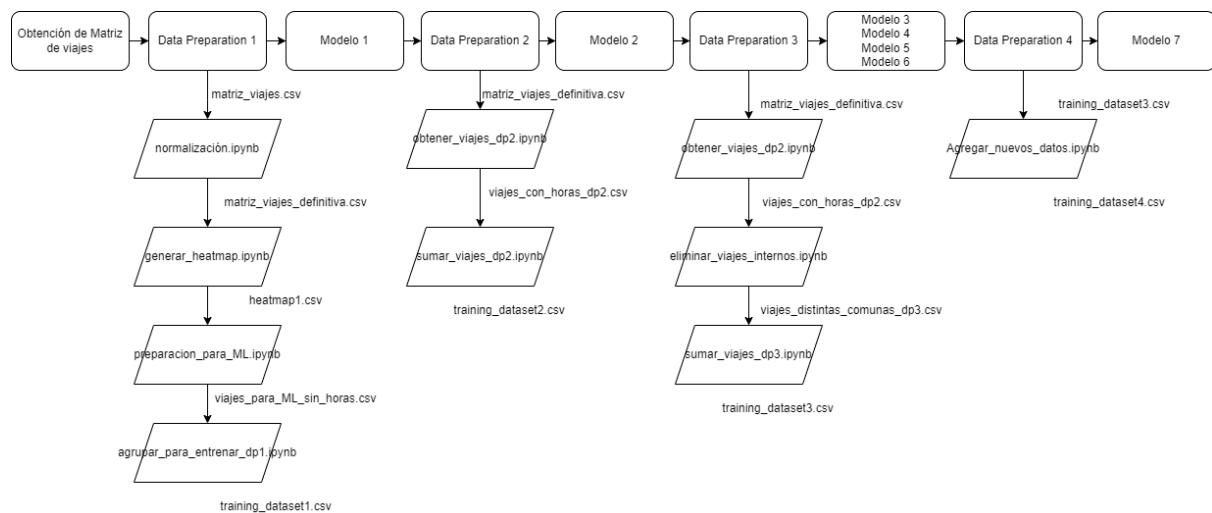 Obtención de Matriz
de viajes
Data Preparation 1
Modelo 1
Data Preparation 2
Modelo 2
Data Preparation 3
Modelo 3
Modelo 4
Modelo 5
Modelo 6
Data Preparation 4
Modelo 7
matriz_viajes.csv
normalización.ipynb
matriz_viajes_definitiva.csv
generar_heatmap.ipynb
heatmap1.csv
preparacion_para_ML.ipynb
viajes_para_ML_sin_horas.csv
agrupar_para_entrenar_dp1.ipynb
training_dataset1.csv
matriz_viajes_definitiva.csv
obtener_viajes_dp2.ipynb
viajes_con_horas_dp2.csv
sumar_viajes_dp2.ipynb
training_dataset2.csv
matriz_viajes_definitiva.csv
obtener_viajes_dp2.ipynb
viajes_con_horas_dp2.csv
eliminar_viajes_internos.ipynb
viajes_distintas_comunas_dp3.csv
sumar_viajes_dp3.ipynb
training_dataset3.csv
training_dataset3.csv
Agregar_nuevos_datos.ipynb
training_dataset4.csv